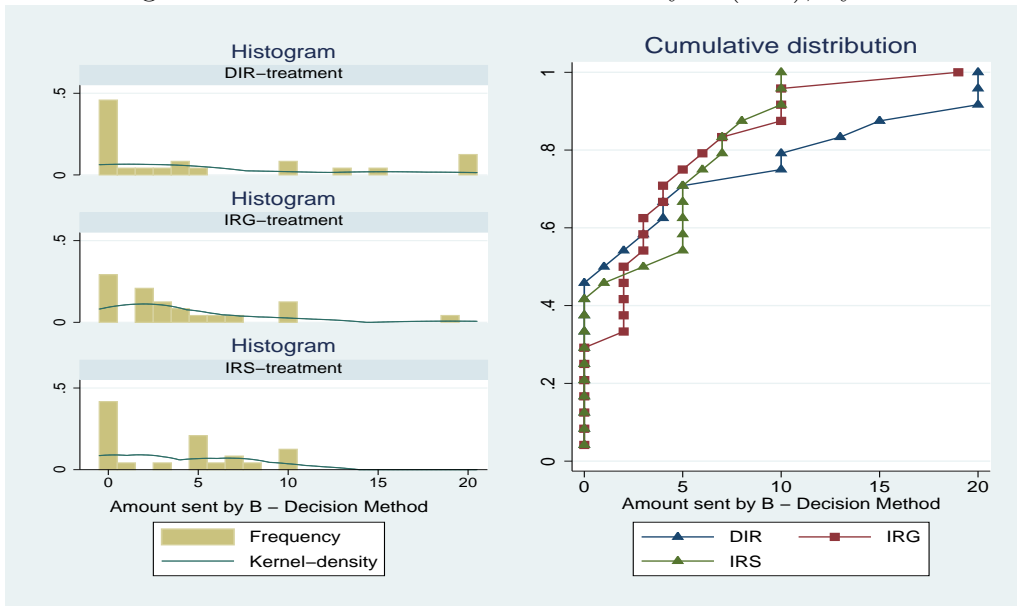 Histogram
DIR−treatment
.5
0
Histogram
IRG−treatment
.5
0
Histogram
IRS−treatment
.5
0
0 5 10 15 20
Amount sent by B − Decision Method
Frequency
Kernel−density
Cumulative distribution
1
.8
.6
.4
.2
0
0 5 10 15 20
Amount sent by B − Decision Method
DIR IRG
IRS